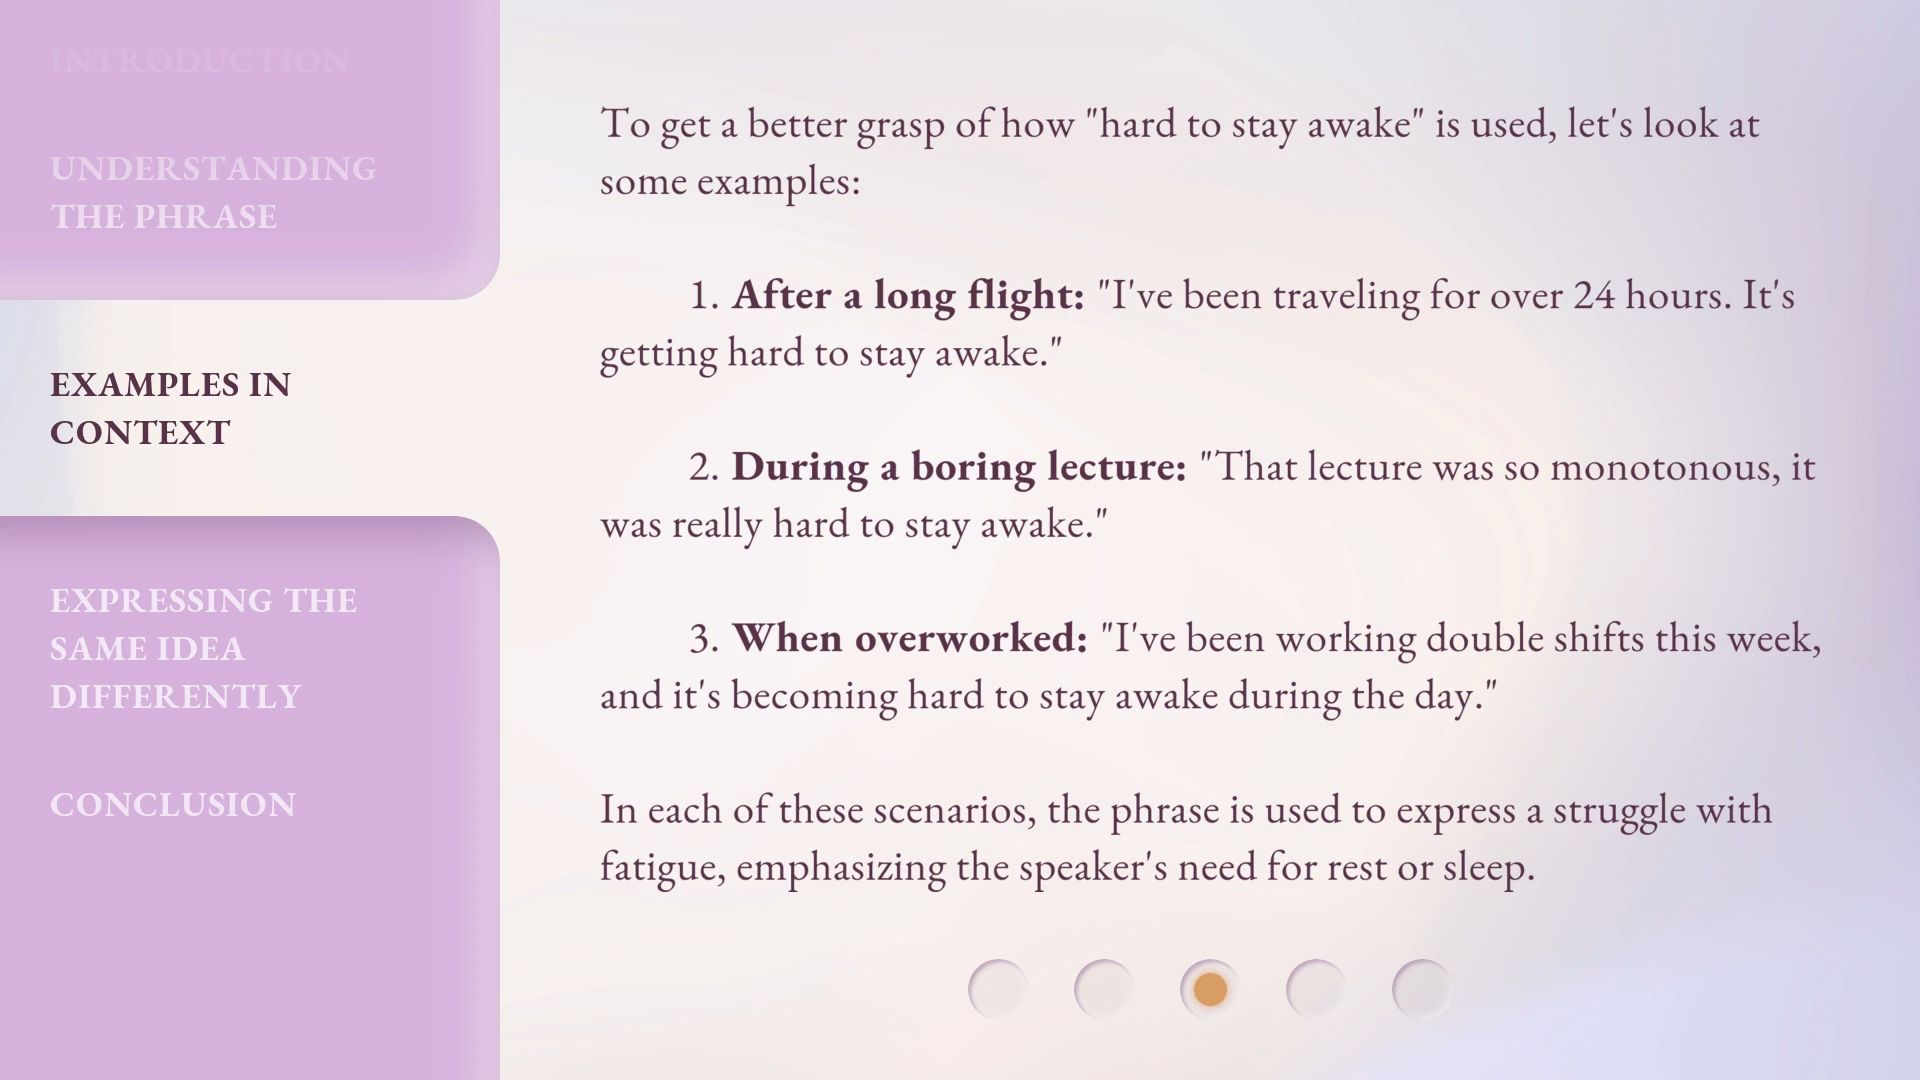 INTRODUCTION
UNDERSTANDING
THE PHRASE
EXAMPLES IN
CONTEXT
EXPRESSING THE
SAME IDEA
DIFFERENTLY
CONCLUSION
To get a better grasp of how "hard to stay awake" is used, let's look at
some examples:
1. After a long flight: "I've been traveling for over 24 hours. It's
getting hard to stay awake."
2. During a boring lecture: "That lecture was so monotonous, it
was really hard to stay awake."
3. When overworked: "I've been working double shifts this week,
and it's becoming hard to stay awake during the day."
In each of these scenarios, the phrase is used to express a struggle with
fatigue, emphasizing the speaker's need for rest or sleep.